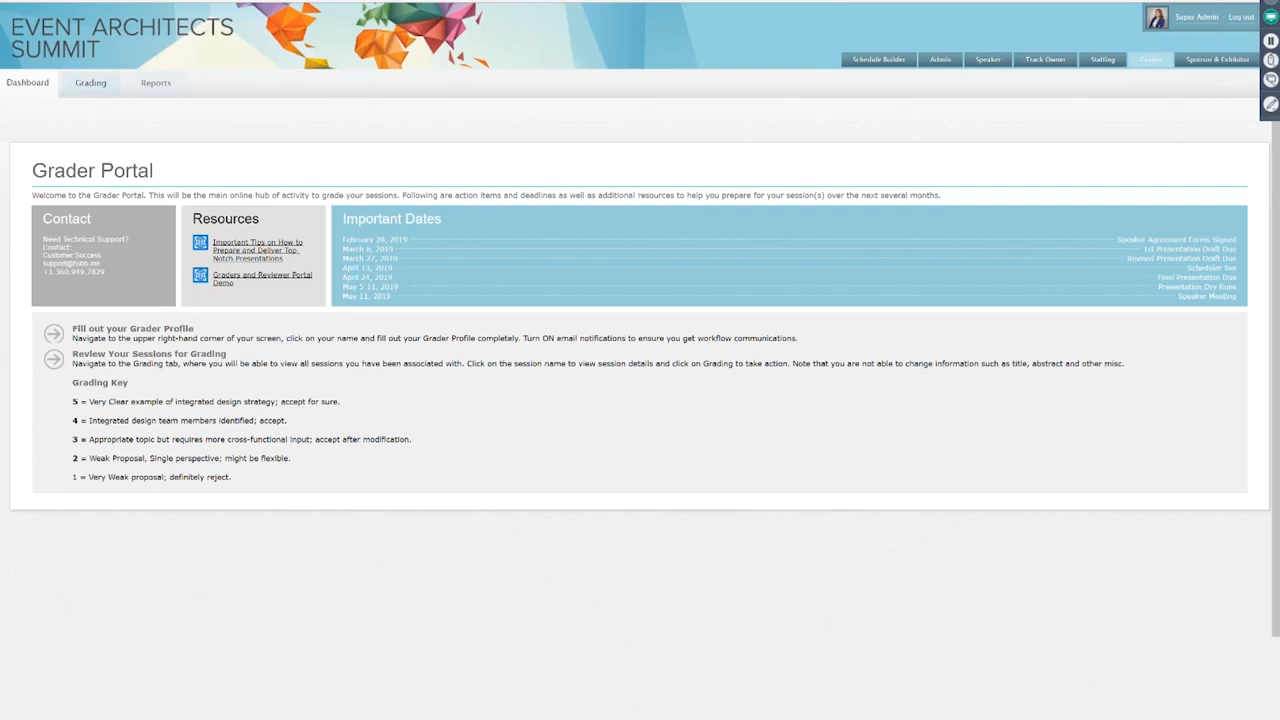 EVENT ARCHITECTS
SUMMIT
Super Admin - Log out
Schedule Builder
Admin
Speaker
Track Owner
Staffing
Grader
Sponsor & Exhibitor
Dashboard
Grading
Reports
Grader Portal
Welcome to the Grader Portal. This will be the main online hub of activity to grade your sessions. Following are action items and deadlines as well as additional resources to help you prepare for your session(s) over the next several months.
Contact
Need Technical Support?
Contact:
Customer Success
support@hubb.me
+1.360.949.7829
Resources
Important Tips on How to
Prepare and Deliver Top
Notch Presentations
Graders and Reviewer Portal
Demo
Important Dates
February 28, 2019 Speaker Agreement Forms Signed
March 6, 2019 1st Presentation Draft Due
March 27, 2019 Revised Presentation Draft Due
April 13, 2019 Scheduler live
April 24, 2019 Final Presentation Due
May 5-11, 2019 Presentation Dry Runs
May 11, 2019 Speaker Meeting
Fill out your Grader Profile
Navigate to the upper right-hand corner of your screen, click on your name and fill out your Grader Profile completely. Turn ON email notifications to ensure you get workflow communications.
Review Your Sessions for Grading
Navigate to the Grading tab, where you will be able to view all sessions you have been associated with. Click on the session name to view session details and click on Grading to take action. Note that you are not able to change information such as title, abstract and other misc.
Grading Key
5 = Very Clear example of integrated design strategy; accept for sure.
4 = Integrated design team members identified; accept.
3 = Appropriate topic but requires more cross-functional input; accept after modification.
2 = Weak Proposal, Single perspective; might be flexible.
1 = Very Weak proposal; definitely reject.